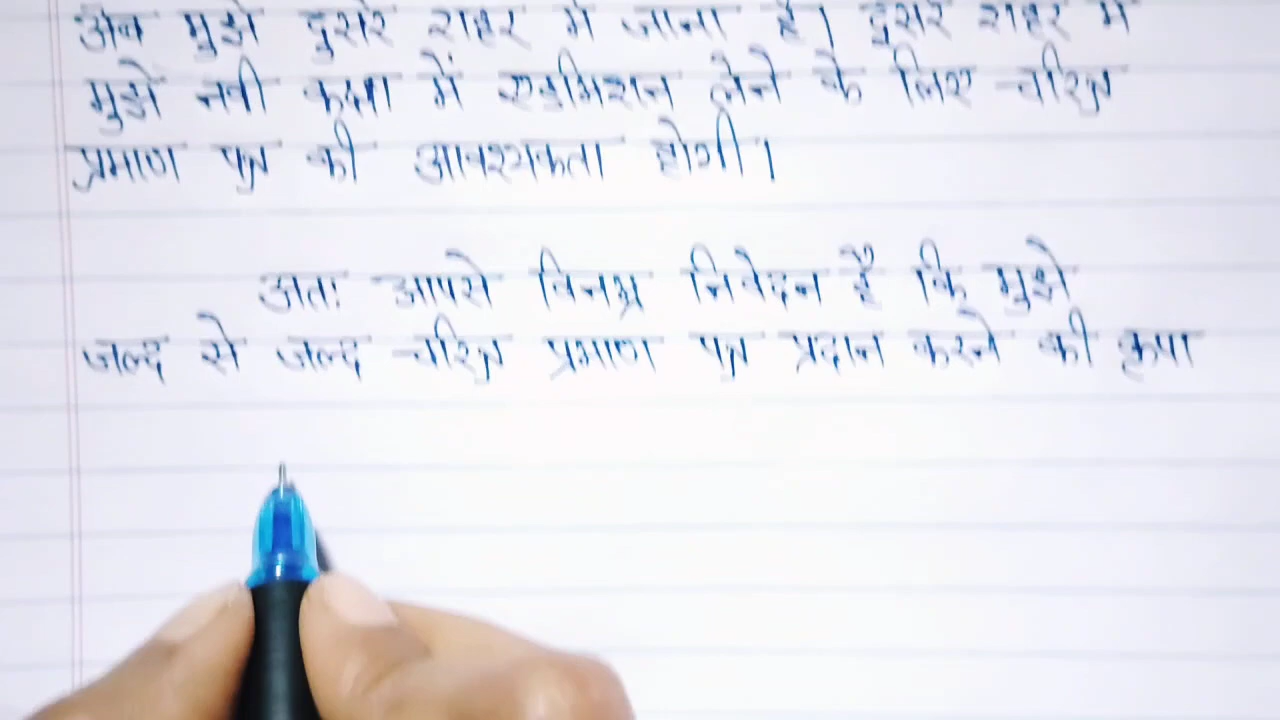 अब मुझे दुसरे शहर में जाना है। दुसरे शहर में
मुझे नवी कक्षा में एडमिशन लेने के लिए चरित्र
प्रमाण पत्र की आवश्यकता होगी।
अतः आपसे विनम्र निवेदन है कि मुझे
जल्द से जल्द चरित्र प्रमाण पत्र प्रदान करने की कृपा